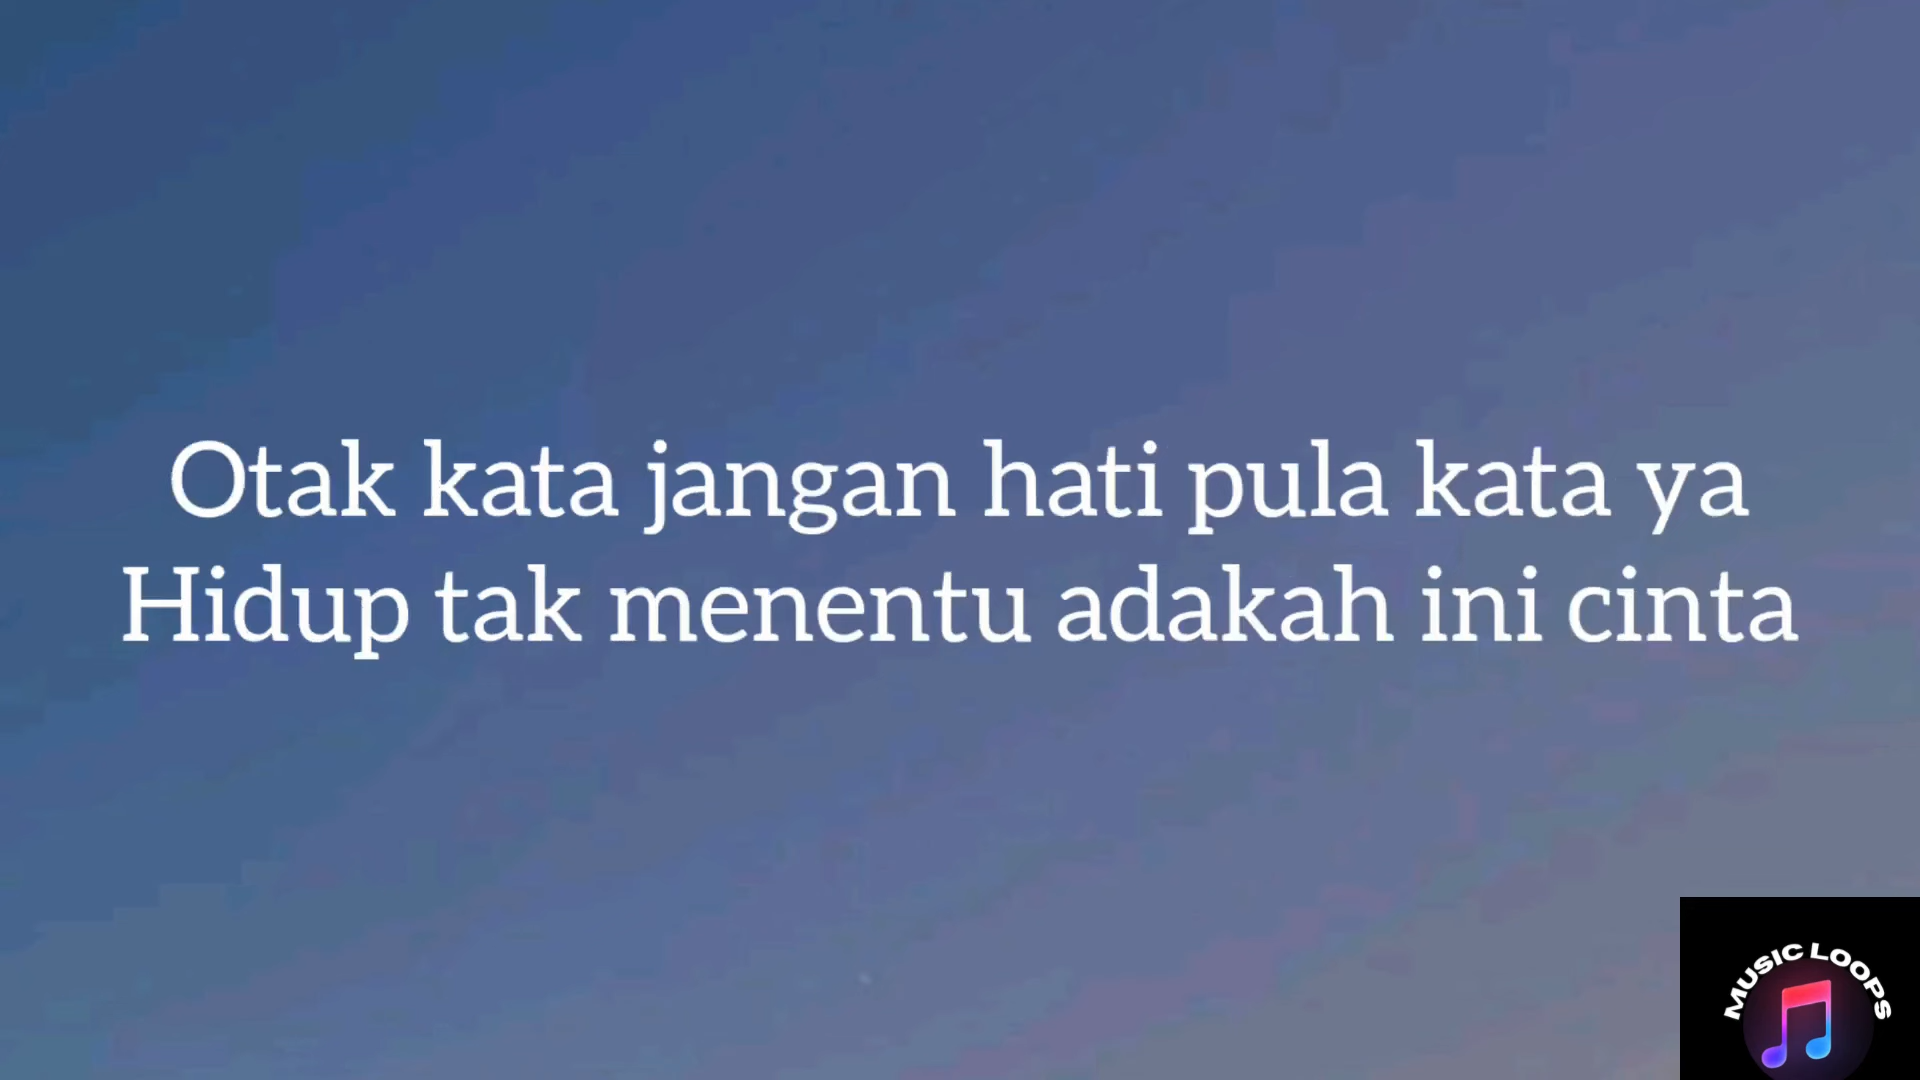 Otak kata jangan hati pula kata ya
Hidup tak menentu adakah ini cinta
MUSIC LOOPS